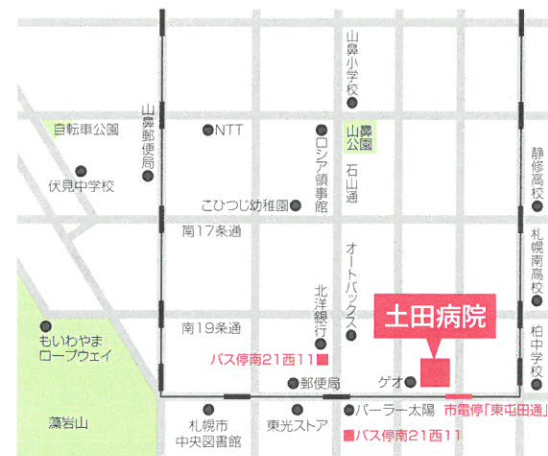 山鼻小学校
自転車公園
山鼻郵便局
NTT
ロシア領事館
山鼻
公園
石山通
静修高校
伏見中学校
こひつじ幼稚園
南17条通
オートバックス
札幌南高校
北洋銀行
南19条通
土田病院
もいわやま
ロープウェイ
バス停南21西11
柏中学校
郵便局
ゲオ
藻岩山
札幌市
中央図書館
東光ストア
パーラー太陽
市電停「東屯田通」
バス停南21西11